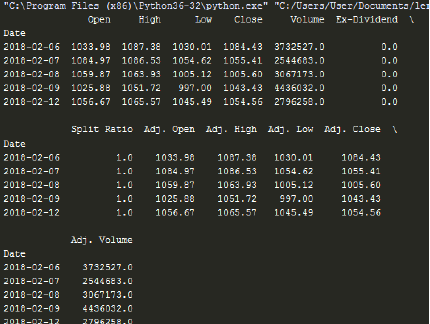 "C:\Program Files (x86)\Python36-32\python.exe" "C:/Users/User/Documents/
Open High Low Close Volume Ex-Dividend \
Date
2018-02-06 1033.98 1087.38 1030.01 1084.43 3732527.0 0.0
2018-02-07 1084.97 1086.53 1054.62 1055.41 2544683.0 0.0
2018-02-08 1059.87 1063.93 1005.12 1005.60 3067173.0 0.0
2018-02-09 1025.88 1051.72 997.00 1043.43 4436032.0 0.0
2018-02-12 1056.67 1065.57 1045.49 1054.56 2796258.0 0.0
Split Ratio Adj. Open Adj. High Adj. Low Adj. Close \
Date
2018-02-06 1.0 1033.98 1087.38 1030.01 1084.43
2018-02-07 1.0 1084.97 1086.53 1054.62 1055.41
2018-02-08 1.0 1059.87 1063.93 1005.12 1005.60
2018-02-09 1.0 1025.88 1051.72 997.00 1043.43
2018-02-12 1.0 1056.67 1065.57 1045.49 1054.56
Adj. Volume
Date
2018-02-06 3732527.0
2018-02-07 2544683.0
2018-02-08 3067173.0
2018-02-09 4436032.0
2018-02-12 2796258.0